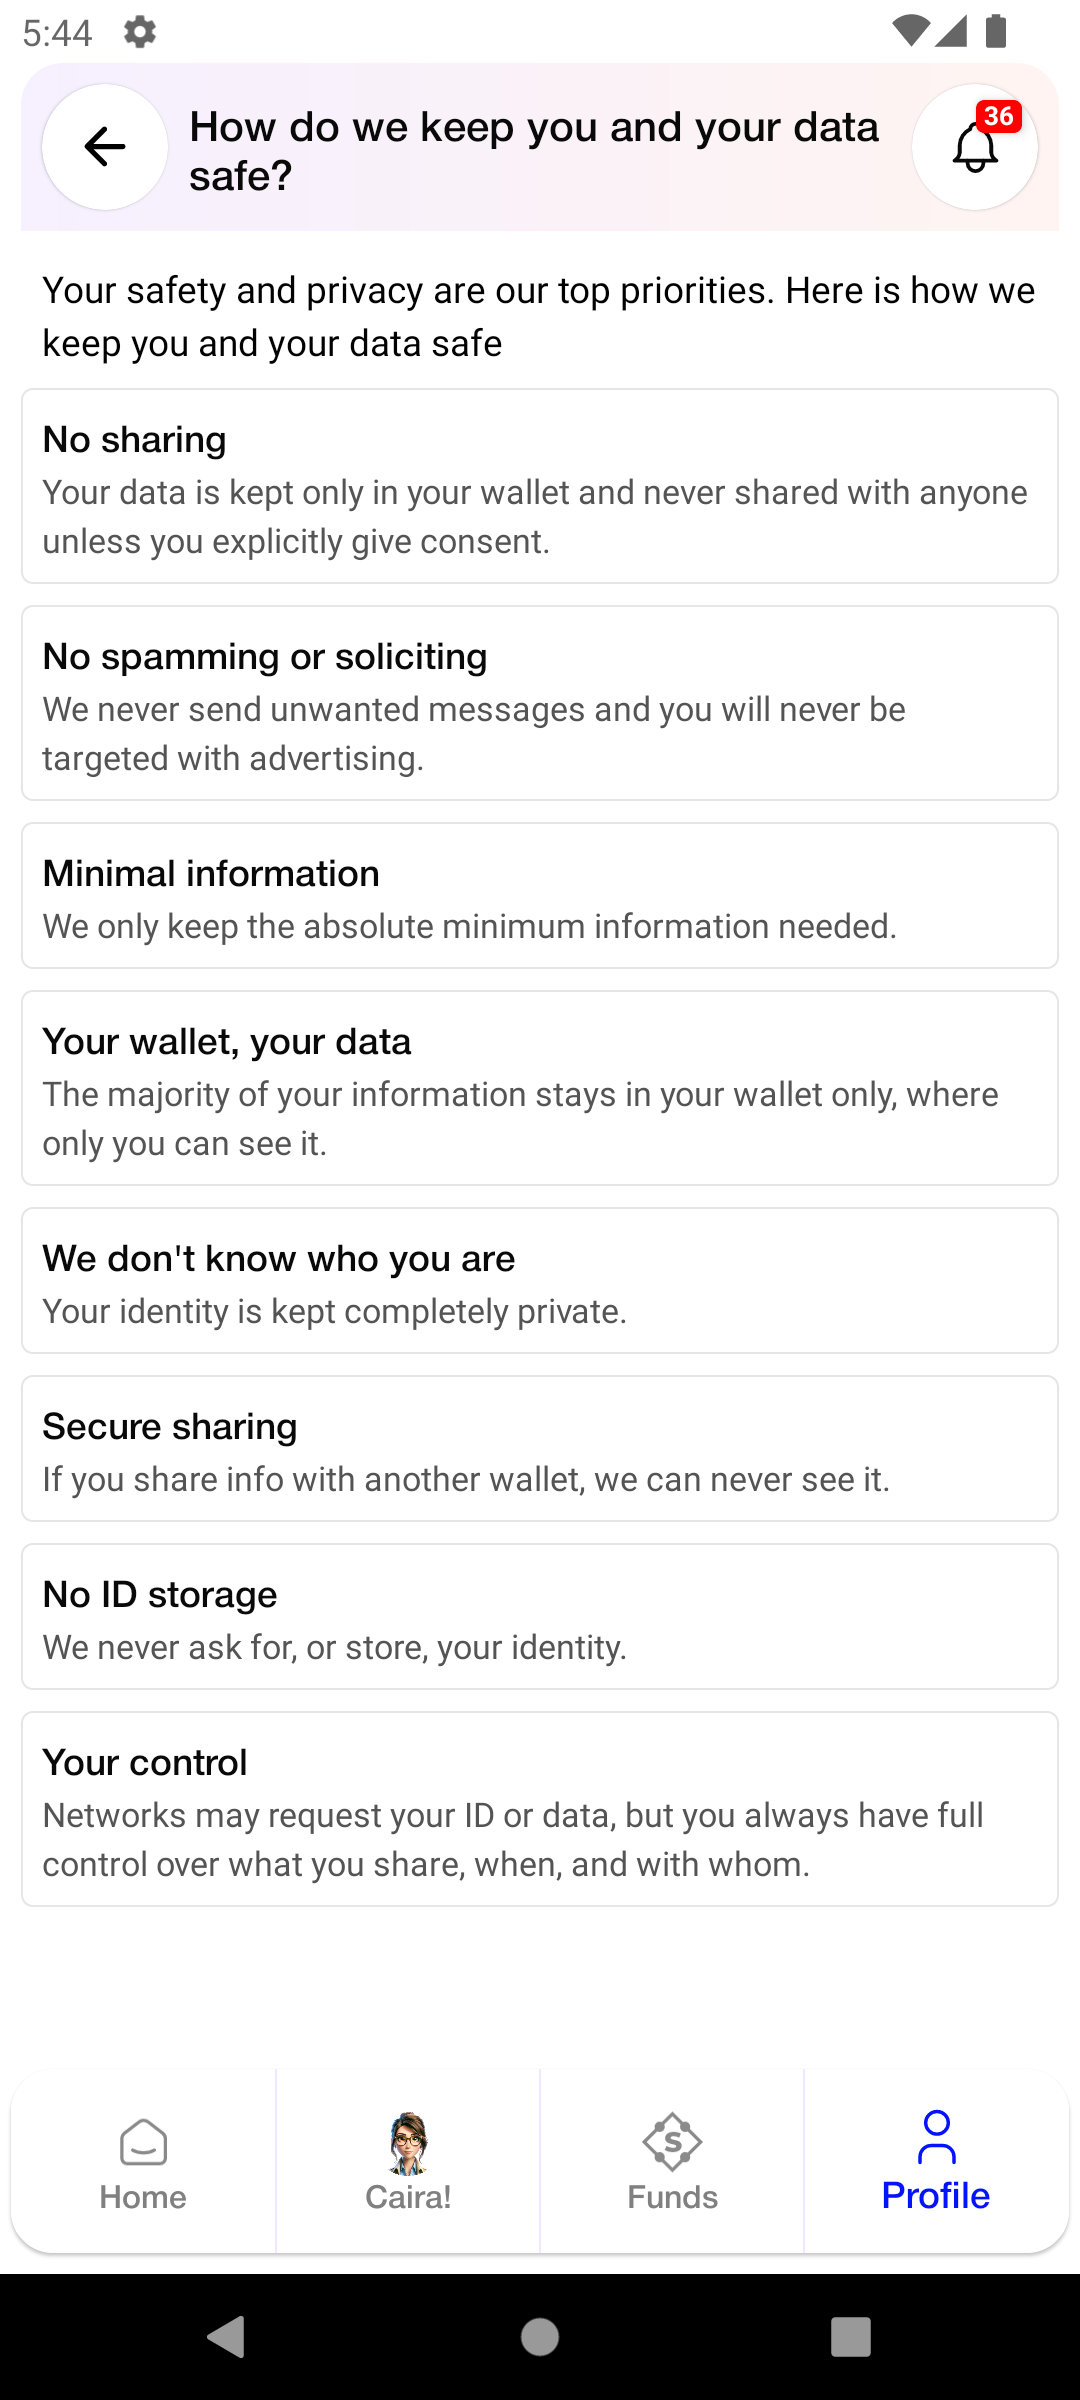 5:44
How do we keep you and your data
safe?
36
Your safety and privacy are our top priorities. Here is how we
keep you and your data safe
No sharing
Your data is kept only in your wallet and never shared with anyone
unless you explicitly give consent.
No spamming or soliciting
We never send unwanted messages and you will never be
targeted with advertising.
Minimal information
We only keep the absolute minimum information needed.
Your wallet, your data
The majority of your information stays in your wallet only, where
only you can see it.
We don't know who you are
Your identity is kept completely private.
Secure sharing
If you share info with another wallet, we can never see it.
No ID storage
We never ask for, or store, your identity.
Your control
Networks may request your ID or data, but you always have full
control over what you share, when, and with whom.
Home
Caira!
S
Funds
Profile